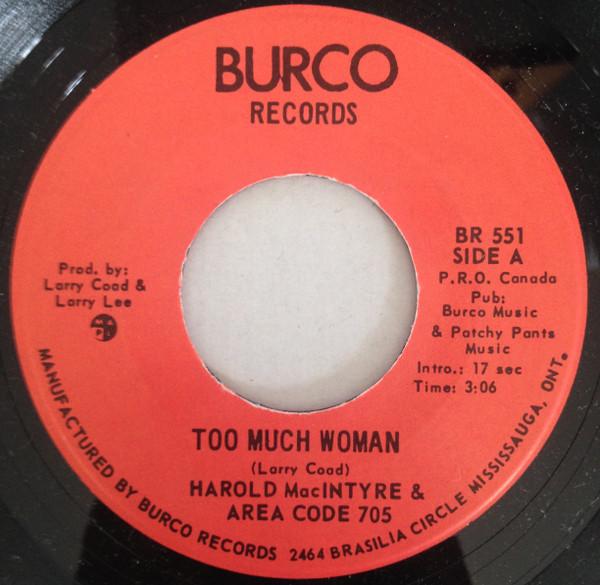 BURCO
RECORDS
Prod. by:
Larry Coad &
Larry Lee
BR 551
SIDE A
P.R.O. Canada
Pub:
Burco Music
& Patchy Pants
Music
Intro.: 17 sec
Time: 3:06
TOO MUCH WOMAN
(Larry Coad)
HAROLD MacINTYRE &
AREA CODE 705
MANUFACTURED BY BURCO RECORDS 2464 BRASILIA CIRCLE MISSISSAUGA, ONT.